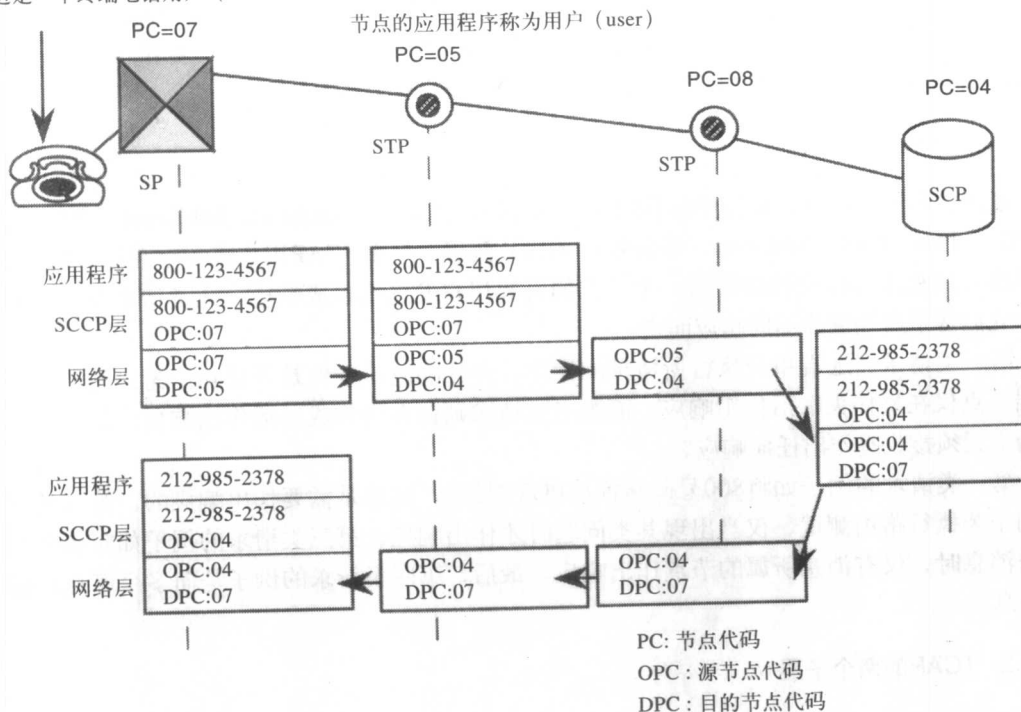 节点的应用程序称为用户（user）
PC=07
PC=05
PC=08
PC=04
SP
STP
STP
SCP
应用程序
SCCP层
网络层
800-123-4567
800-123-4567
OPC:07
OPC:07
DPC:05
800-123-4567
800-123-4567
OPC:07
OPC:05
DPC:04
OPC:05
DPC:04
212-985-2378
212-985-2378
OPC:04
OPC:04
DPC:07
应用程序
SCCP层
网络层
212-985-2378
212-985-2378
OPC:04
OPC:04
DPC:07
OPC:04
DPC:07
OPC:04
DPC:07
PC: 节点代码
OPC : 源节点代码
DPC : 目的节点代码